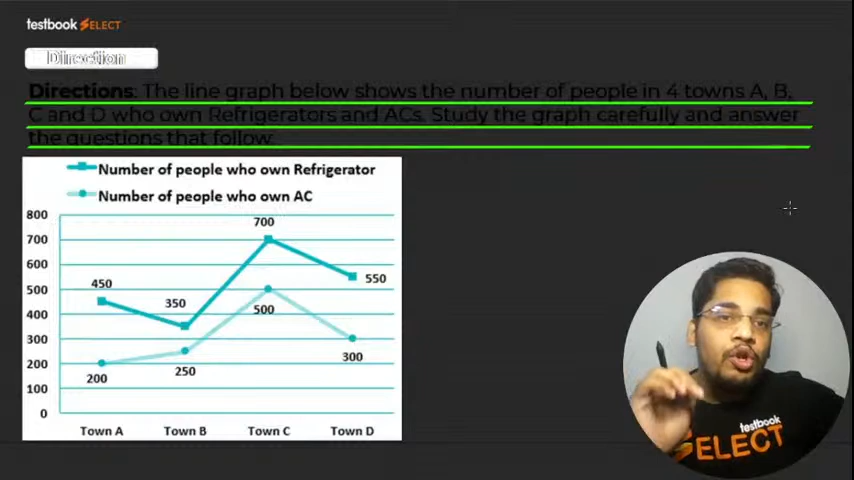 testbook SELECT
Direction
Directions: The line graph below shows the number of people in 4 towns A, B,
C and D who own Refrigerators and ACs. Study the graph carefully and answer
the questions that follow.
Number of people who own Refrigerator
Number of people who own AC
800
700
600
500
400
300
200
100
0
450
350
700
550
200
250
500
300
Town A Town B Town C Town D
testbook
SELECT